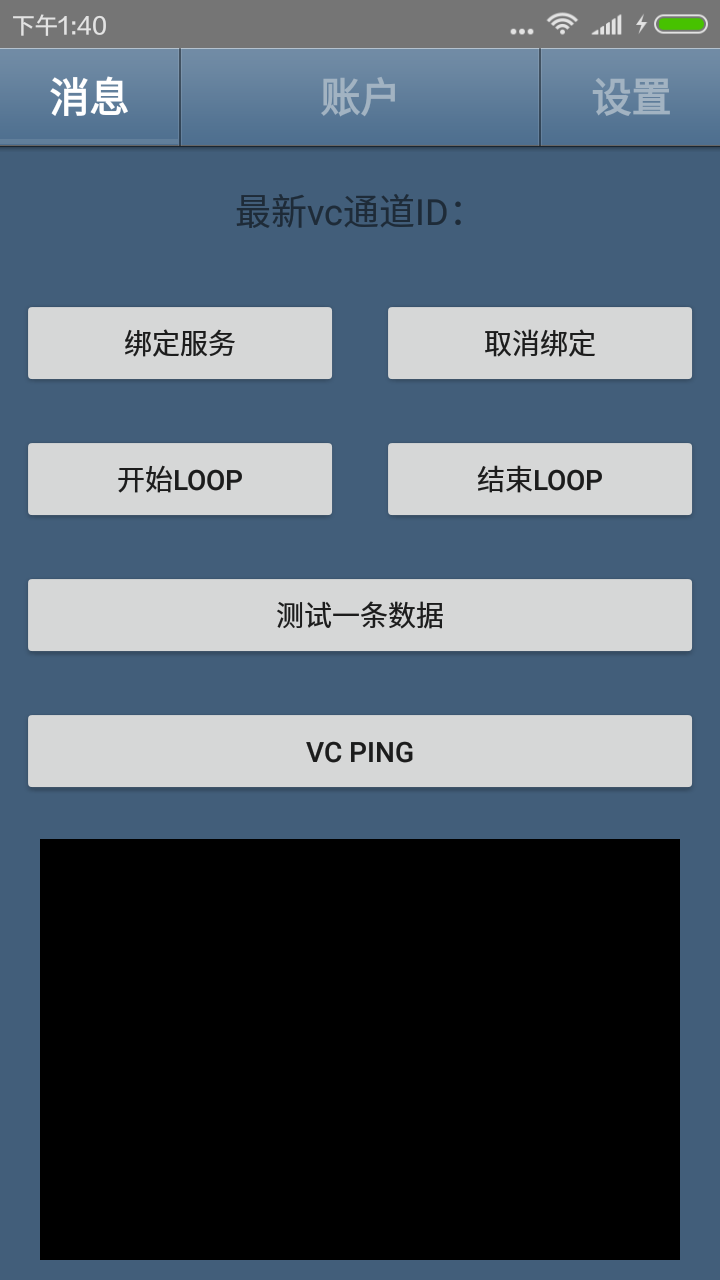 下午1:40
消息 账户 设置
最新vc通道ID：
绑定服务 取消绑定
开始LOOP 结束LOOP
测试一条数据
VC PING